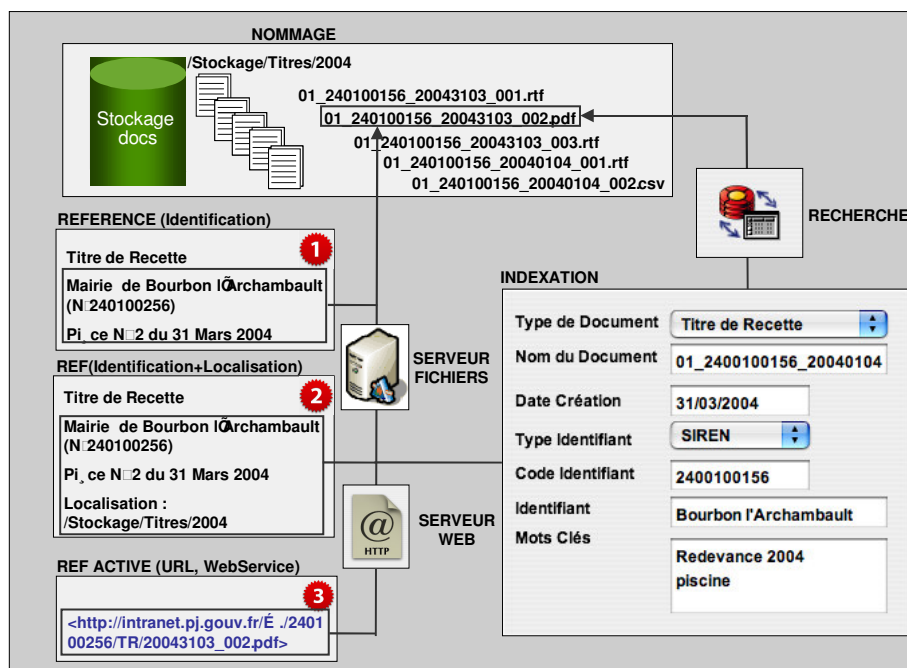 NOMMAGE
/Stockage/Titres/2004
Stockage
docs
01_240100156_20043103_001.rtf
01_240100156_20043103_002.pdf
01_240100156_20043103_003.rtf
01_240100156_20040104_001.rtf
01_240100156_20040104_002.csv
RECHERCHE
REFERENCE (Identification)
1
Titre de Recette
Mairie de Bourbon lÕArchambault
(N□240100256)
Pi¸ce N□2 du 31 Mars 2004
SERVEUR
FICHIERS
REF(Identification+Localisation)
2
Titre de Recette
Mairie de Bourbon lÕArchambault
(N□240100256)
Pi¸ce N□2 du 31 Mars 2004
Localisation :
/Stockage/Titres/2004
@
HTTP
SERVEUR
WEB
REF ACTIVE (URL, WebService)
3
<http://intranet.pj.gouv.fr/É ./2401
00256/TR/20043103_002.pdf>
INDEXATION
Type de Document Titre de Recette
Nom du Document 01_2400100156_20040104
Date Création 31/03/2004
Type Identifiant SIREN
Code Identifiant 2400100156
Identifiant Bourbon l'Archambault
Mots Clés
Redevance 2004
piscine